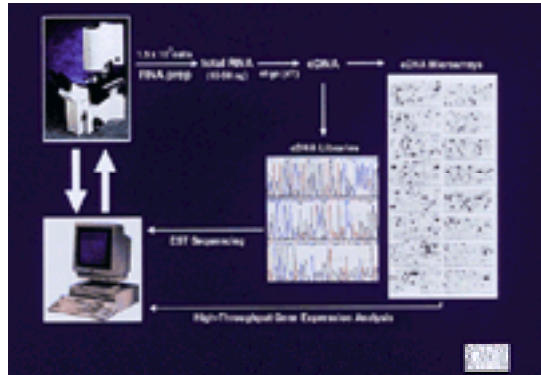 total RNA
cDNA
cDNA Microarrays
RNA prep
cDNA Libraries
EST Sequencing
High-Throughput Gene Expression Analysis